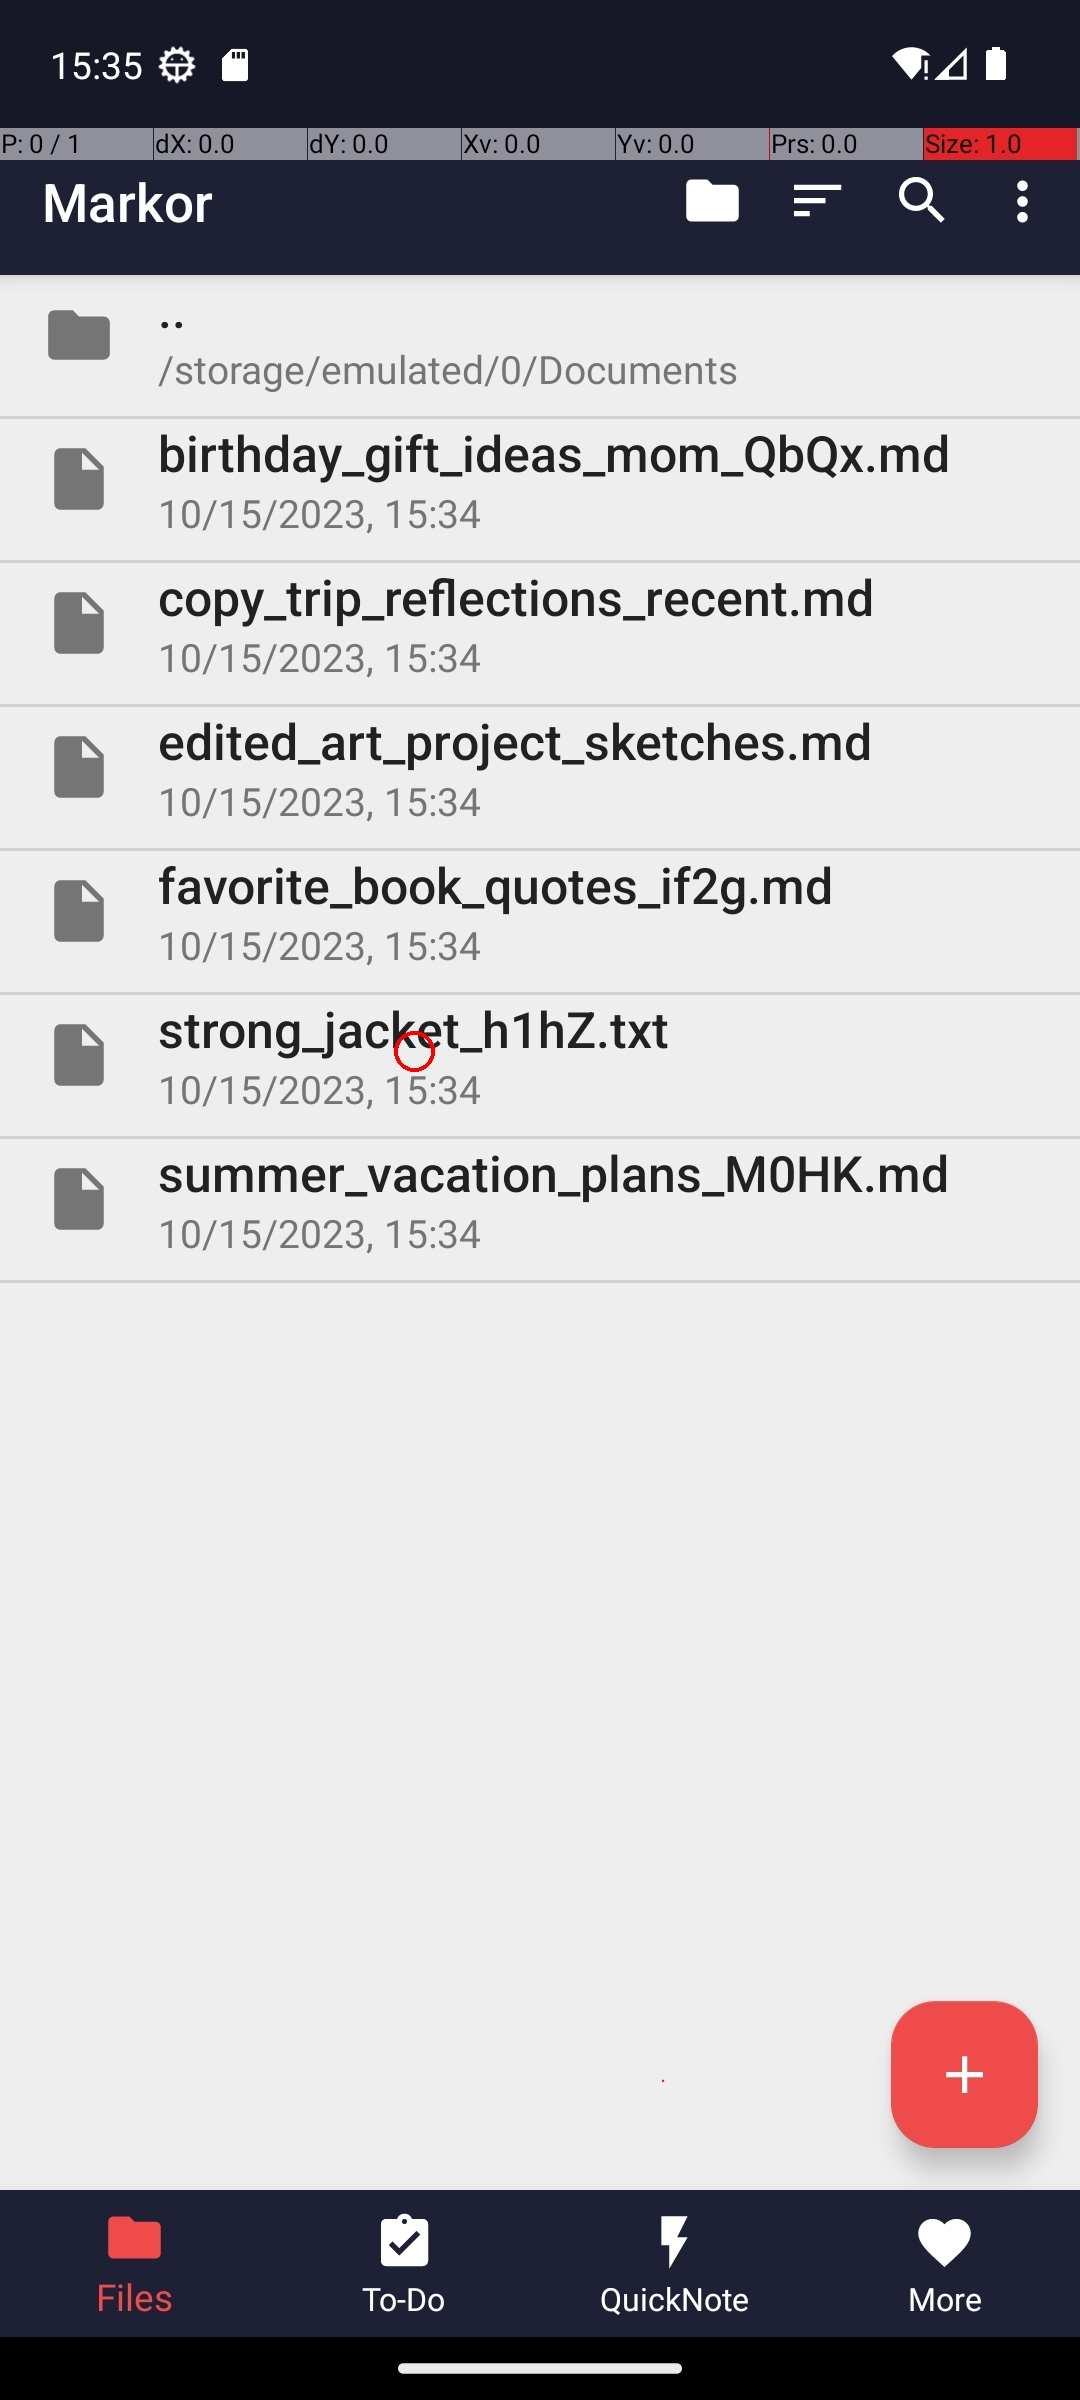 15:35
P: 0 / 1 dX: 0.0 dY: 0.0 Xv: 0.0 Yv: 0.0 Prs: 0.0 Size: 1.0
Markor
..
/storage/emulated/0/Documents
birthday_gift_ideas_mom_QbQx.md
10/15/2023, 15:34
copy_trip_reflections_recent.md
10/15/2023, 15:34
edited_art_project_sketches.md
10/15/2023, 15:34
favorite_book_quotes_if2g.md
10/15/2023, 15:34
strong_jacket_h1hZ.txt
10/15/2023, 15:34
summer_vacation_plans_M0HK.md
10/15/2023, 15:34
Files To-Do QuickNote More